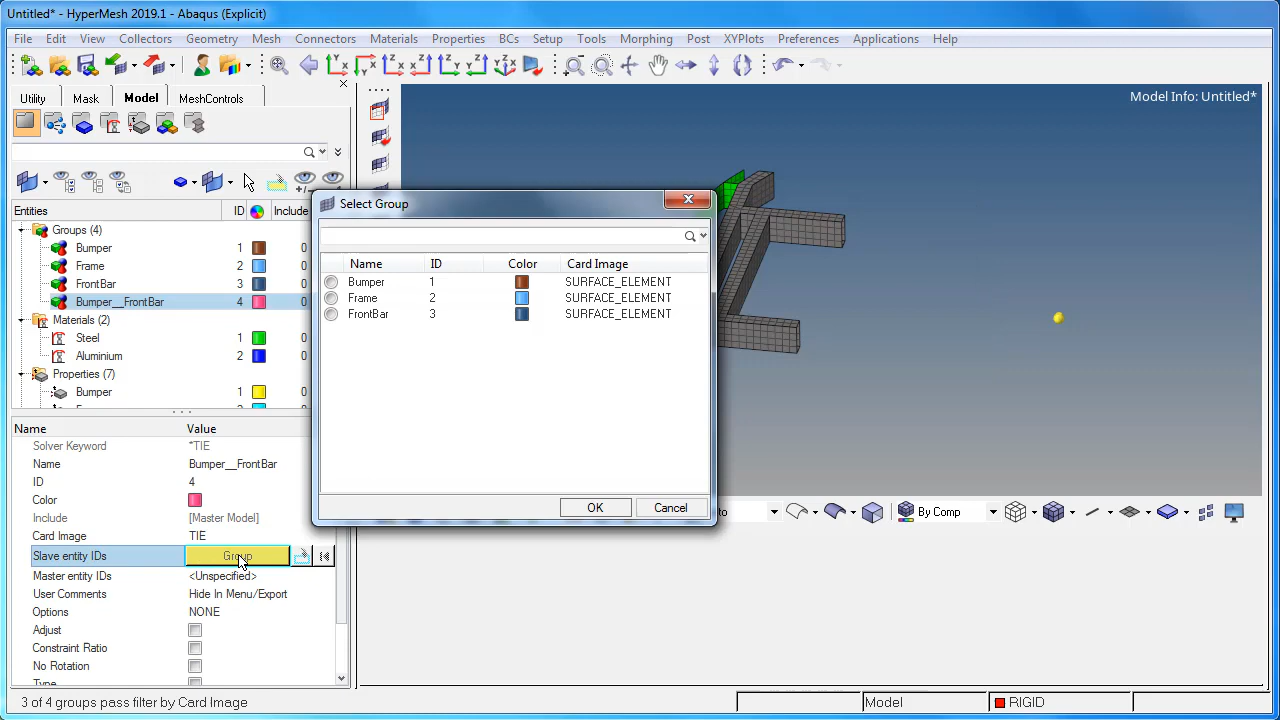 Untitled* - HyperMesh 2019.1 - Abaqus (Explicit)
File Edit View Collectors Geometry Mesh Connectors Materials Properties BCs Setup Tools Morphing Post XYPlots Preferences Applications Help
Utility Mask Model MeshControls
Model Info: Untitled*
Entities ID Include
Groups (4)
Bumper 1 0
Frame 2 0
FrontBar 3 0
Bumper__FrontBar 4 0
Materials (2)
Steel 1 0
Aluminium 2 0
Properties (7)
Bumper 1 0
Select Group
Name ID Color Card Image
Bumper 1 SURFACE_ELEMENT
Frame 2 SURFACE_ELEMENT
FrontBar 3 SURFACE_ELEMENT
OK Cancel
Name Value
Solver Keyword *TIE
Name Bumper__FrontBar
ID 4
Color
Include [Master Model]
Card Image TIE
Slave entity IDs Group
Master entity IDs <Unspecified>
User Comments Hide In Menu/Export
Options NONE
Adjust
Constraint Ratio
No Rotation
Type
By Comp
3 of 4 groups pass filter by Card Image
Model RIGID